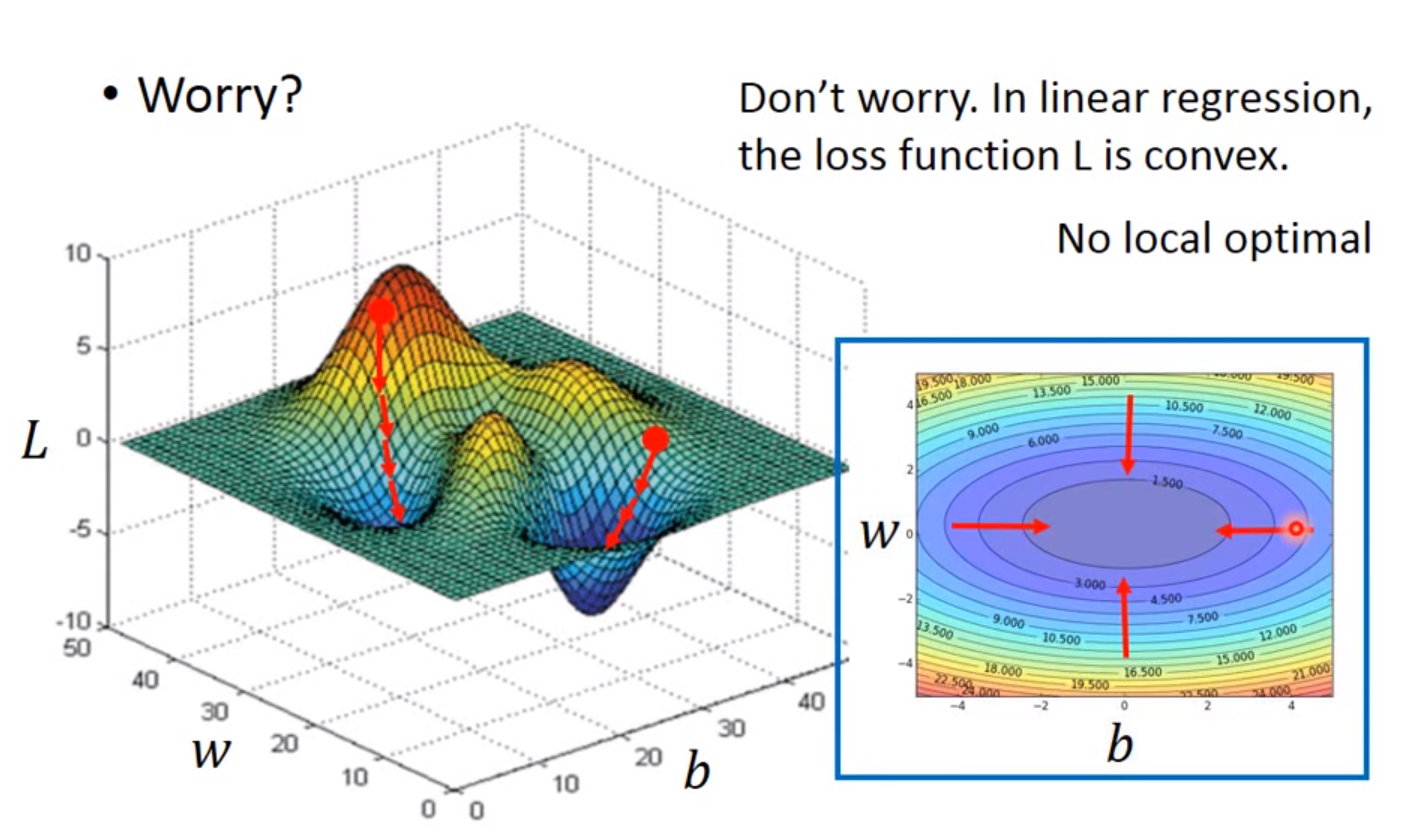 • Worry?
Don't worry. In linear regression,
the loss function L is convex.
No local optimal
10
5
0
-5
-10
L
50
40
30
20
10
0
w
0
10
20
30
40
b
19.500 18.000 15.000 19.500
16.500 13.500 10.500 12.000
9.000 6.000 7.500
1.500
3.000 4.500
9.000 7.500
13.500 10.500 12.000
18.000 16.500 15.000
22.500 19.500 21.000
24.000 22.500 24.000
4
2
0
−2
−4
w
−4 −2 0 2 4
b